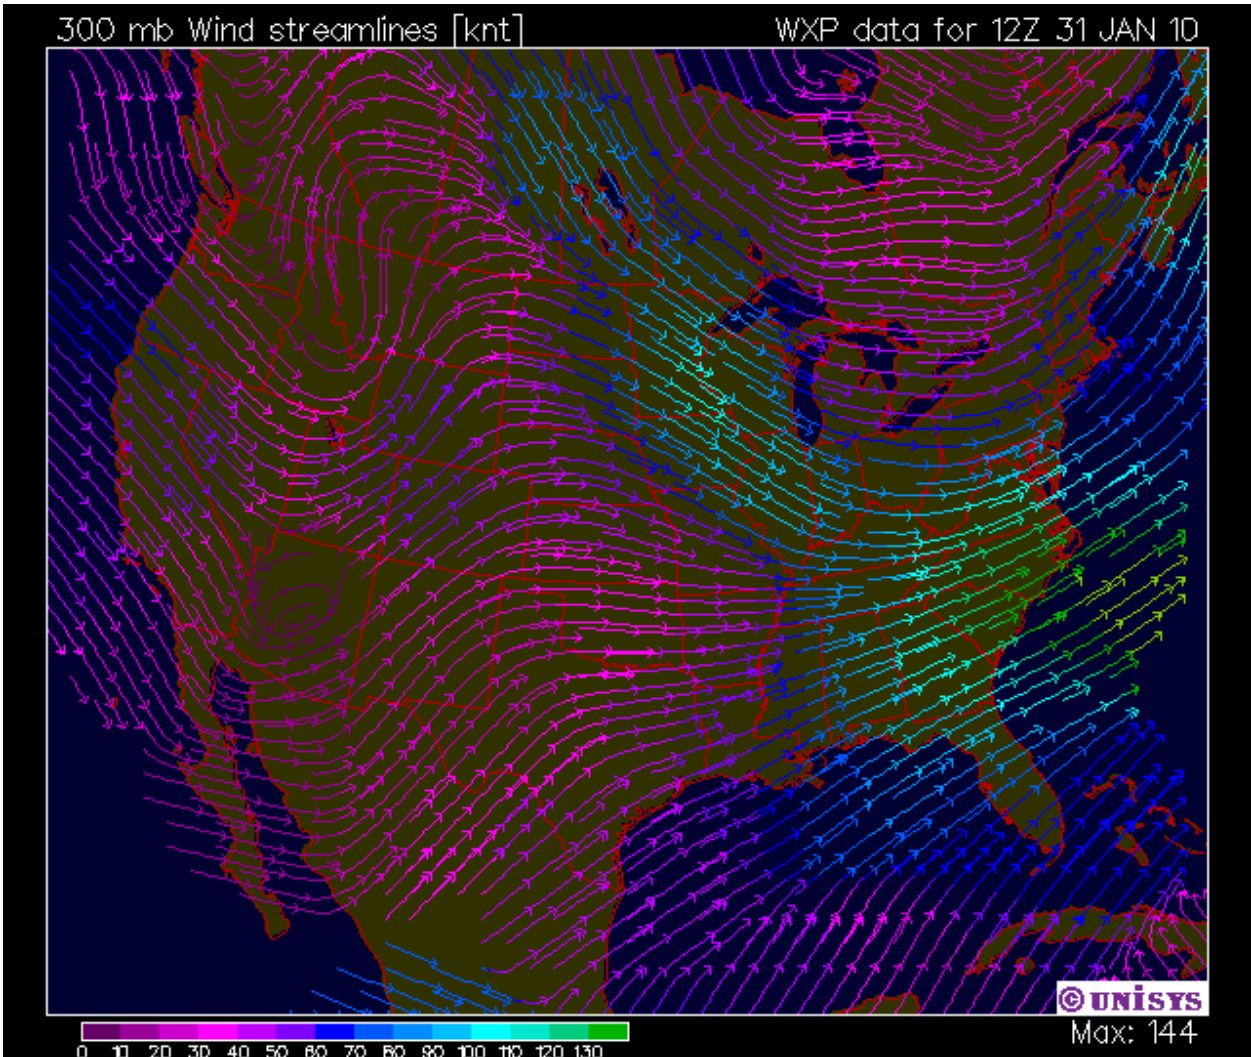 300 mb Wind streamlines [knt]
WXP data for 12Z 31 JAN 10
© UNISYS
0 10 20 30 40 50 60 70 80 90 100 110 120 130
Max: 144